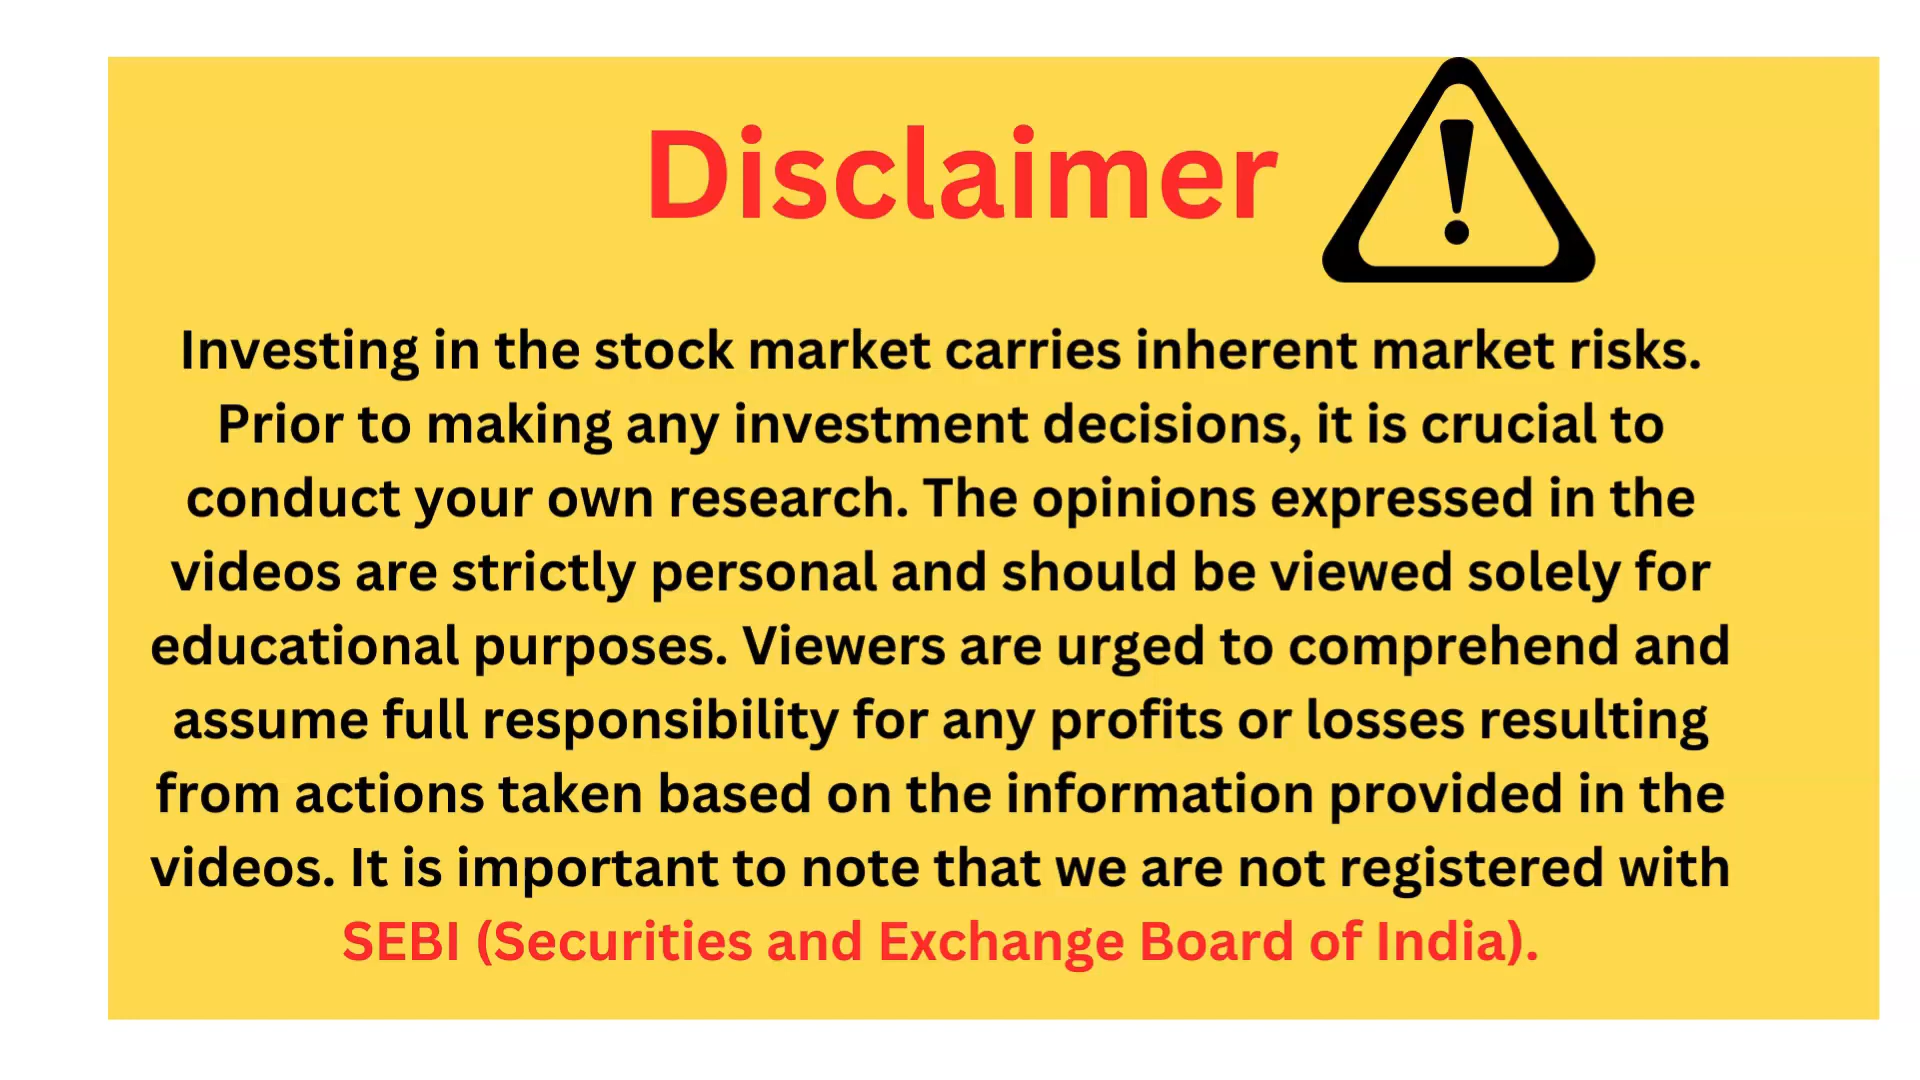 Disclaimer
Investing in the stock market carries inherent market risks.
Prior to making any investment decisions, it is crucial to
conduct your own research. The opinions expressed in the
videos are strictly personal and should be viewed solely for
educational purposes. Viewers are urged to comprehend and
assume full responsibility for any profits or losses resulting
from actions taken based on the information provided in the
videos. It is important to note that we are not registered with
SEBI (Securities and Exchange Board of India).